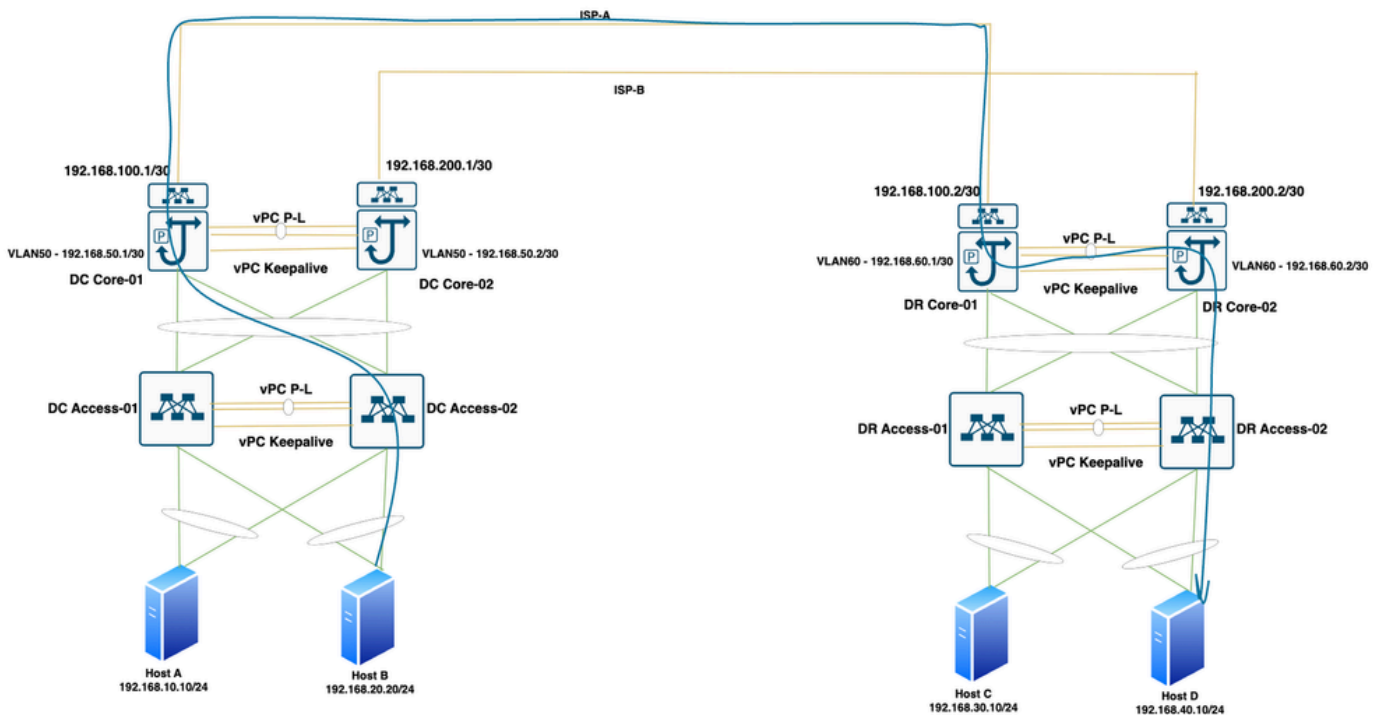 ISP-A
ISP-B
192.168.100.1/30
192.168.200.1/30
192.168.100.2/30
192.168.200.2/30
vPC P-L
P
P
VLAN50 - 192.168.50.1/30
VLAN50 - 192.168.50.2/30
vPC Keepalive
DC Core-01
DC Core-02
vPC P-L
P
P
VLAN60 - 192.168.60.1/30
VLAN60 - 192.168.60.2/30
vPC Keepalive
DR Core-01
DR Core-02
vPC P-L
DC Access-01
DC Access-02
vPC Keepalive
vPC P-L
DR Access-01
DR Access-02
vPC Keepalive
Host A
192.168.10.10/24
Host B
192.168.20.20/24
Host C
192.168.30.10/24
Host D
192.168.40.10/24